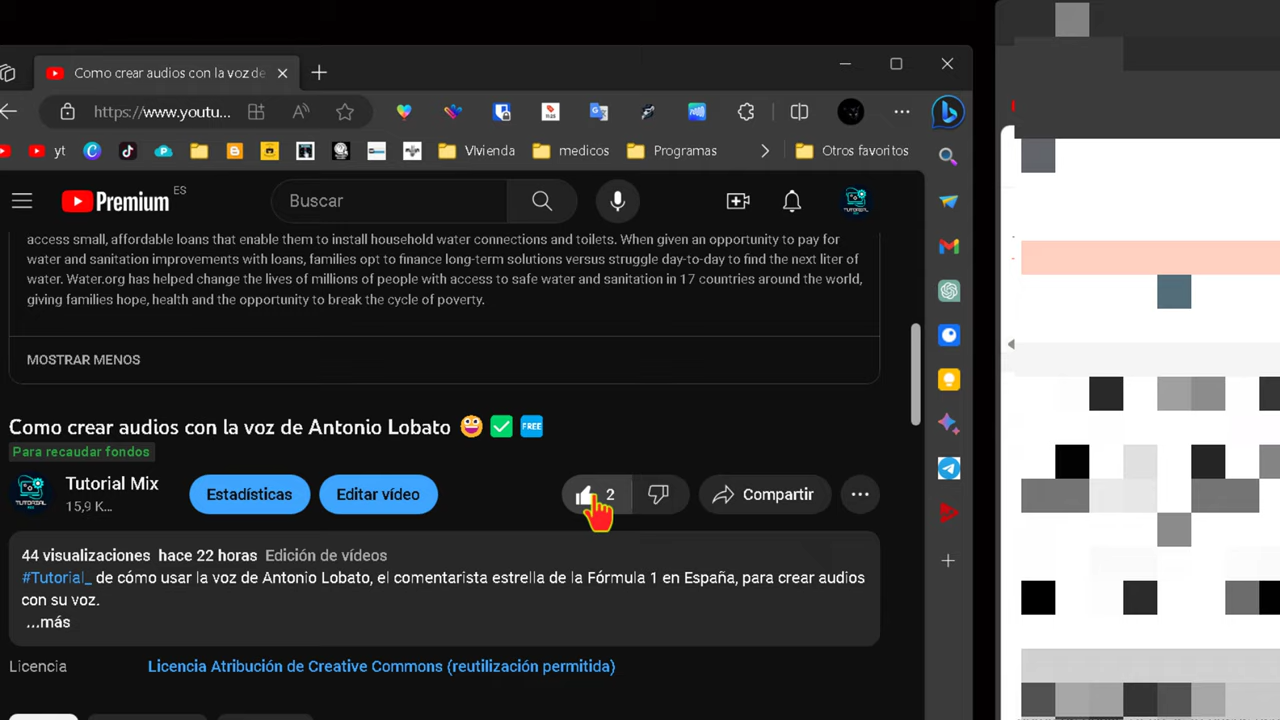 Como crear audios con la voz de
https://www.youtu...
yt
Vivienda
medicos
Programas
Otros favoritos
Premium ES
Buscar
access small, affordable loans that enable them to install household water connections and toilets. When given an opportunity to pay for
water and sanitation improvements with loans, families opt to finance long-term solutions versus struggle day-to-day to find the next liter of
water. Water.org has helped change the lives of millions of people with access to safe water and sanitation in 17 countries around the world,
giving families hope, health and the opportunity to break the cycle of poverty.
MOSTRAR MENOS
Como crear audios con la voz de Antonio Lobato FREE
Para recaudar fondos
Tutorial Mix
15,9 K...
Estadísticas
Editar vídeo
2
Compartir
44 visualizaciones hace 22 horas Edición de vídeos
#Tutorial_ de cómo usar la voz de Antonio Lobato, el comentarista estrella de la Fórmula 1 en España, para crear audios
con su voz.
...más
Licencia
Licencia Atribución de Creative Commons (reutilización permitida)